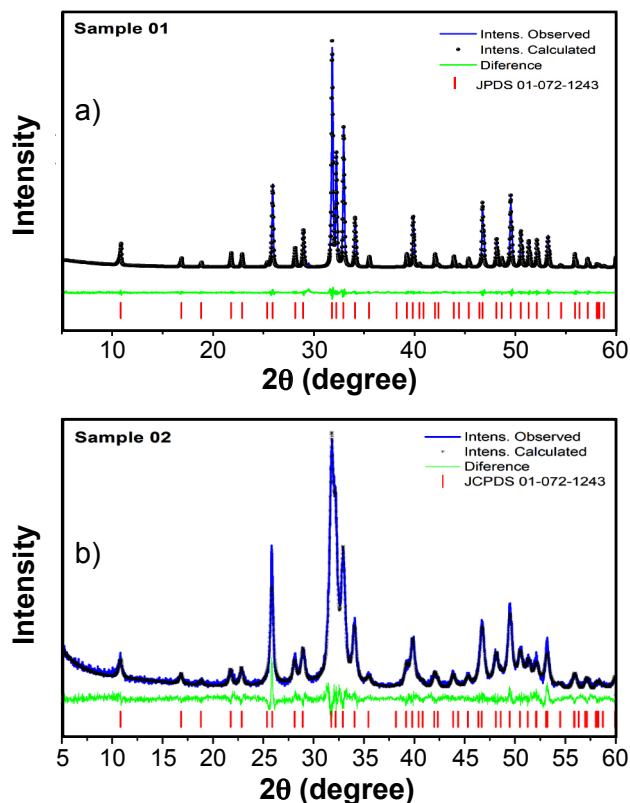 Sample 01
Intens. Observed
Intens. Calculated
Diference
JPDS 01-072-1243
a)
Intensity
10 20 30 40 50 60
2θ (degree)
Sample 02
Intens. Observed
Intens. Calculated
Diference
JCPDS 01-072-1243
b)
Intensity
5 10 15 20 25 30 35 40 45 50 55 60
2θ (degree)